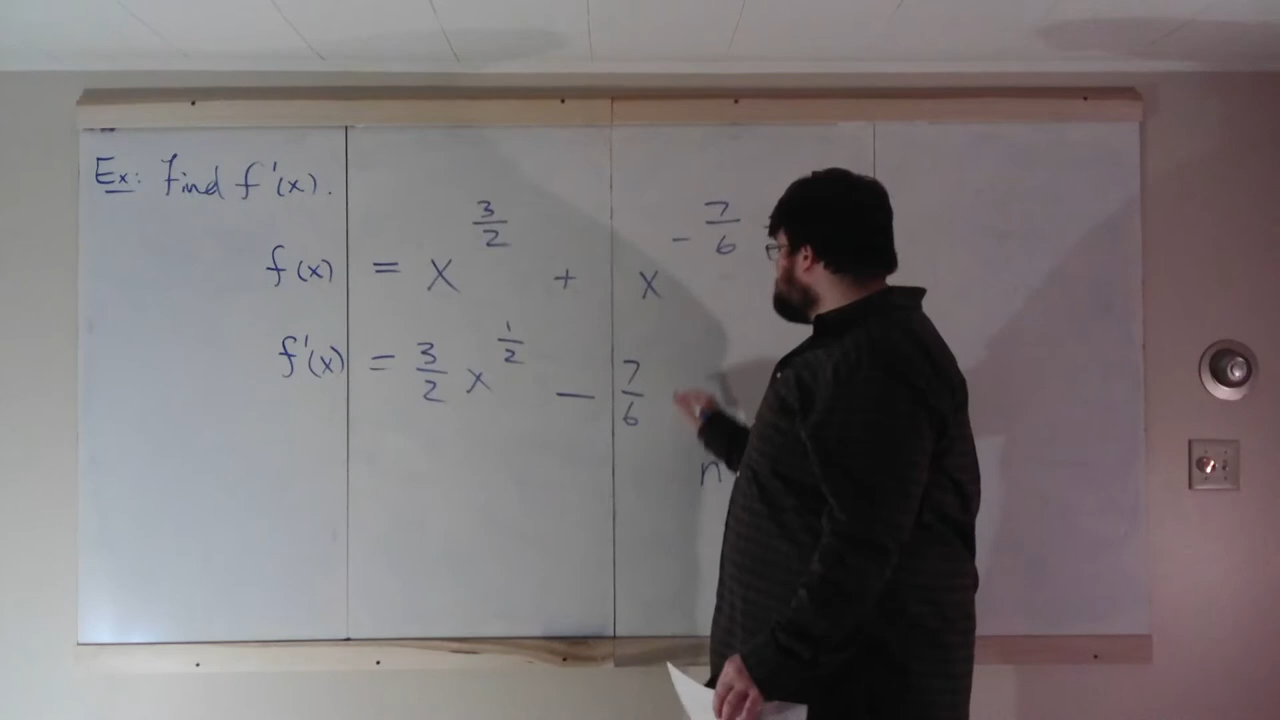 Ex: Find f'(x).
f(x) = x^{3/2} + x^{-7/6}
f'(x) = 3/2 x^{1/2} - 7/6
n